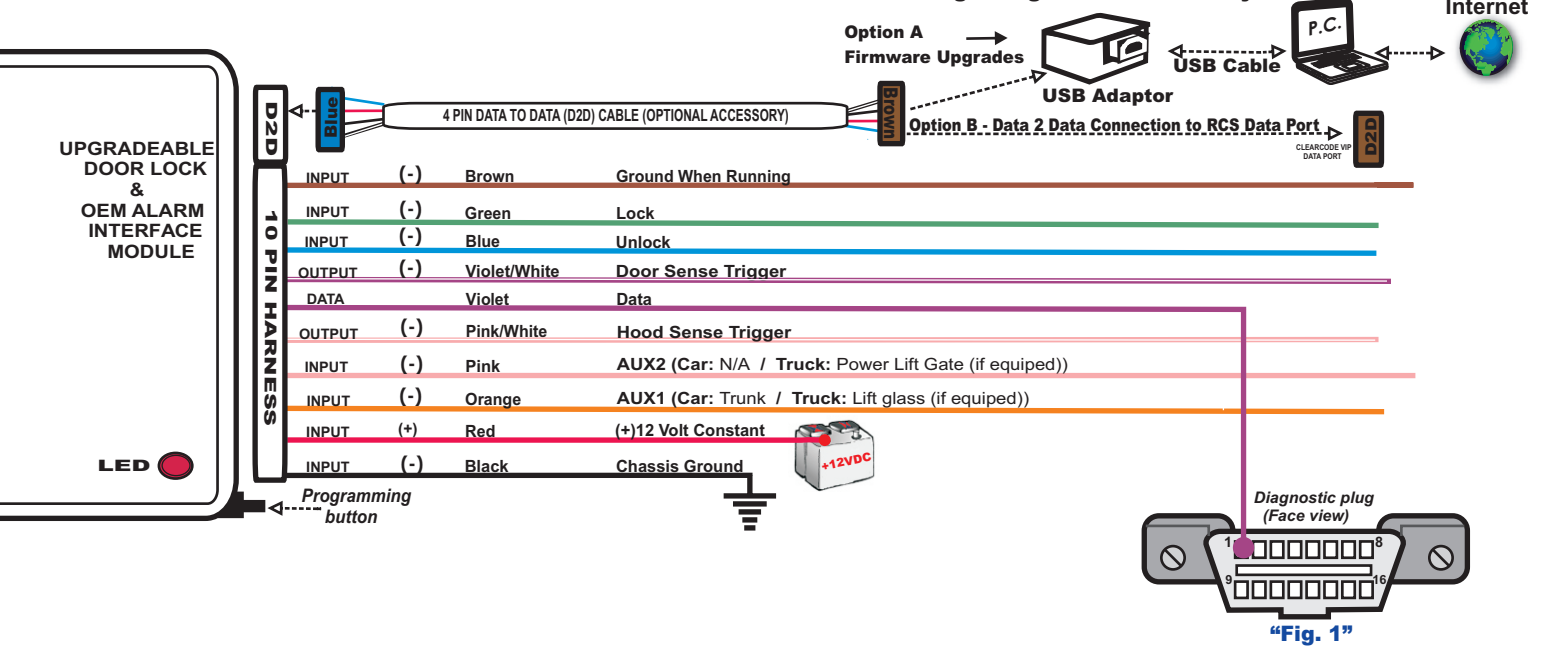 Internet
Option A
Firmware Upgrades
P.C.
USB Cable
USB Adaptor
D2D
Blue
4 PIN DATA TO DATA (D2D) CABLE (OPTIONAL ACCESSORY)
Brown
Option B - Data 2 Data Connection to RCS Data Port
CLEARCODE VIP
DATA PORT
D2D
UPGRADEABLE
DOOR LOCK
&
OEM ALARM
INTERFACE
MODULE
LED
10 PIN HARNESS
INPUT (-) Brown Ground When Running
INPUT (-) Green Lock
INPUT (-) Blue Unlock
OUTPUT (-) Violet/White Door Sense Trigger
DATA Violet Data
OUTPUT (-) Pink/White Hood Sense Trigger
INPUT (-) Pink AUX2 (Car: N/A / Truck: Power Lift Gate (if equiped))
INPUT (-) Orange AUX1 (Car: Trunk / Truck: Lift glass (if equiped))
INPUT (+) Red (+)12 Volt Constant
+12VDC
INPUT (-) Black Chassis Ground
Programming
button
Diagnostic plug
(Face view)
1 8
9 16
“Fig. 1”